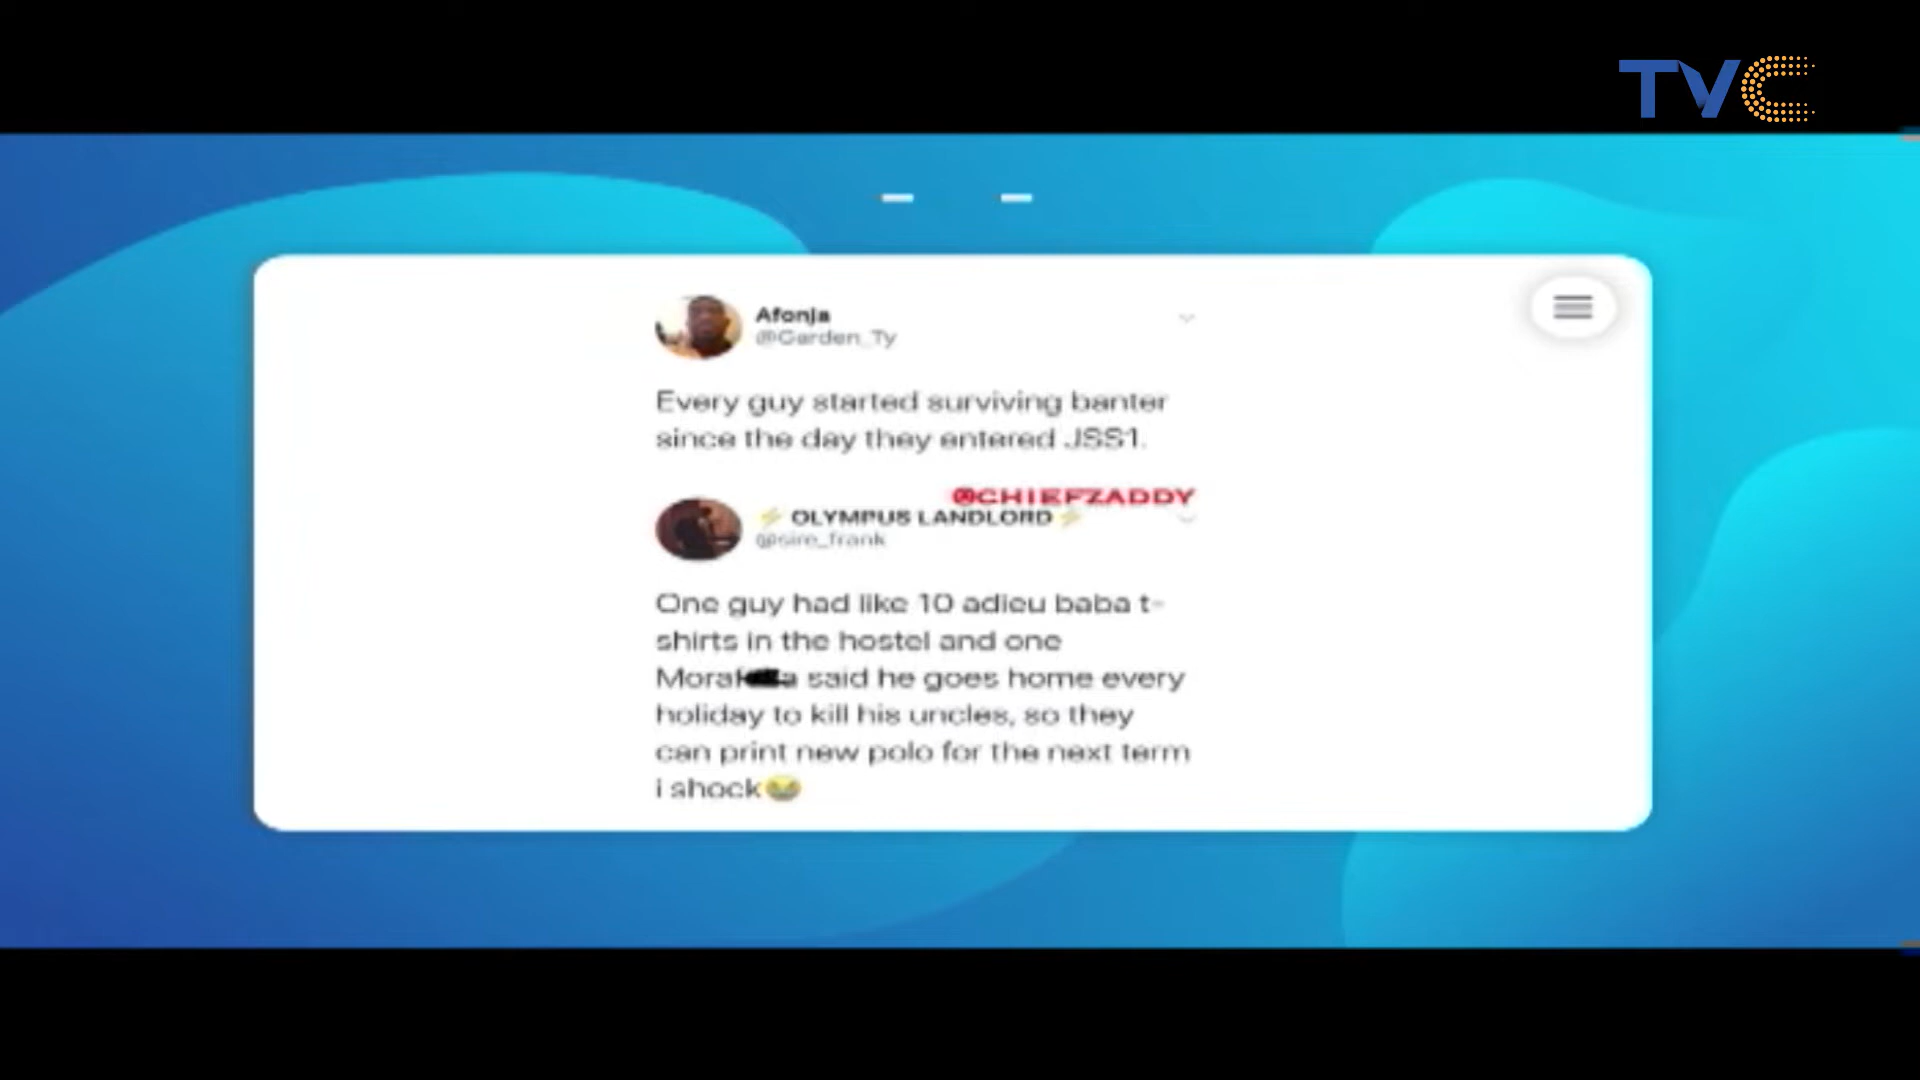 TVC
Afonja
@Garden_Ty
Every guy started surviving banter
since the day they entered JSS1.
@CHIEFZADDY
⚡ OLYMPUS LANDLORD⚡
@sire_frank
One guy had like 10 adieu baba t-
shirts in the hostel and one
said he goes home every
holiday to kill his uncles, so they
can print new polo for the next term
i shock😭